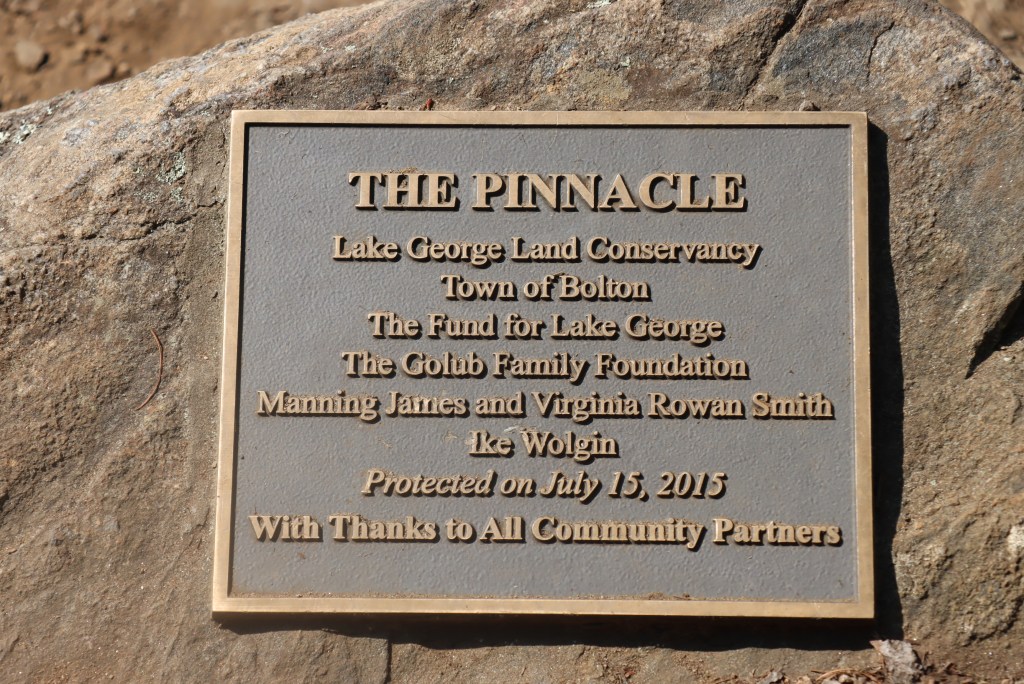 THE PINNACLE
Lake George Land Conservancy
Town of Bolton
The Fund for Lake George
The Golub Family Foundation
Manning James and Virginia Rowan Smith
Ike Wolgin
Protected on July 15, 2015
With Thanks to All Community Partners